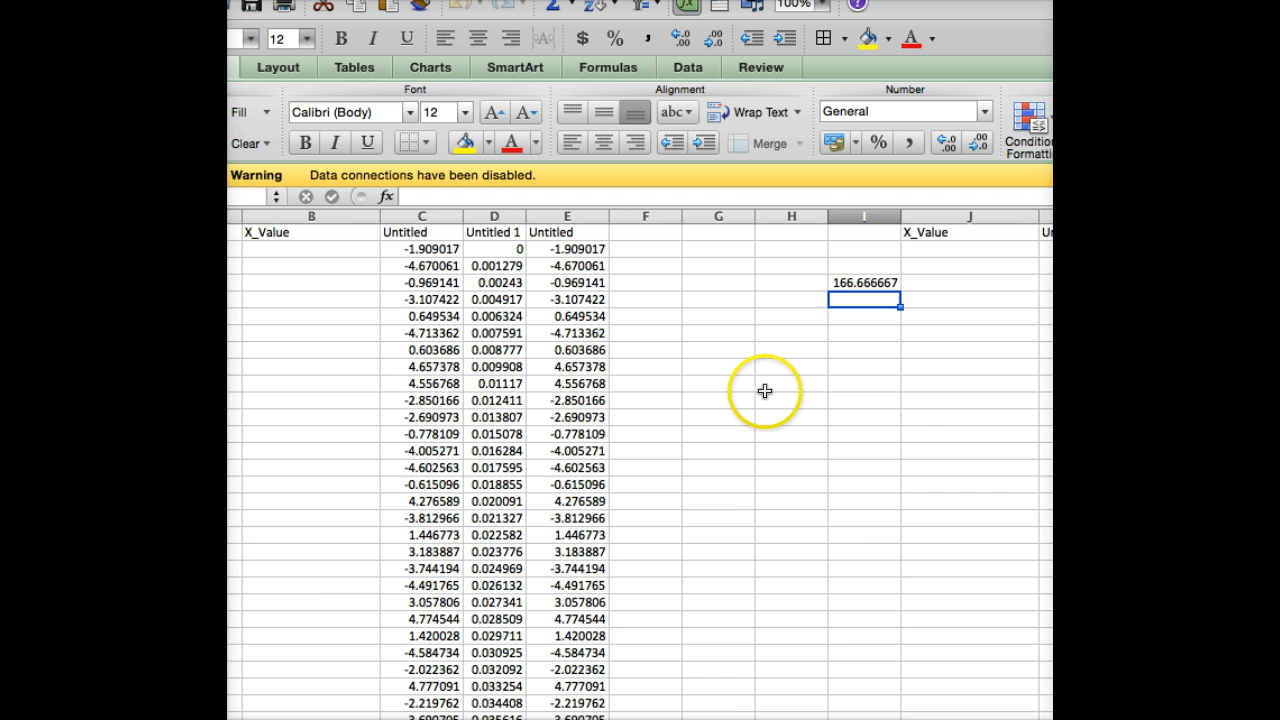 100%
12 B I U $ %
Layout Tables Charts SmartArt Formulas Data Review
Font Alignment Number
Fill Calibri (Body) 12 A A abc Wrap Text General
Clear B I U A Merge % Conditio
Formatti
Warning Data connections have been disabled.
fx
B C D E F G H I J
X_Value Untitled Untitled 1 Untitled X_Value Un
-1.909017 0 -1.909017
-4.670061 0.001279 -4.670061
-0.969141 0.00243 -0.969141 166.666667
-3.107422 0.004917 -3.107422
0.649534 0.006324 0.649534
-4.713362 0.007591 -4.713362
0.603686 0.008777 0.603686
4.657378 0.009908 4.657378
4.556768 0.01117 4.556768
-2.850166 0.012411 -2.850166
-2.690973 0.013807 -2.690973
-0.778109 0.015078 -0.778109
-4.005271 0.016284 -4.005271
-4.602563 0.017595 -4.602563
-0.615096 0.018855 -0.615096
4.276589 0.020091 4.276589
-3.812966 0.021327 -3.812966
1.446773 0.022582 1.446773
3.183887 0.023776 3.183887
-3.744194 0.024969 -3.744194
-4.491765 0.026132 -4.491765
3.057806 0.027341 3.057806
4.774544 0.028509 4.774544
1.420028 0.029711 1.420028
-4.584734 0.030925 -4.584734
-2.022362 0.032092 -2.022362
4.777091 0.033254 4.777091
-2.219762 0.034408 -2.219762